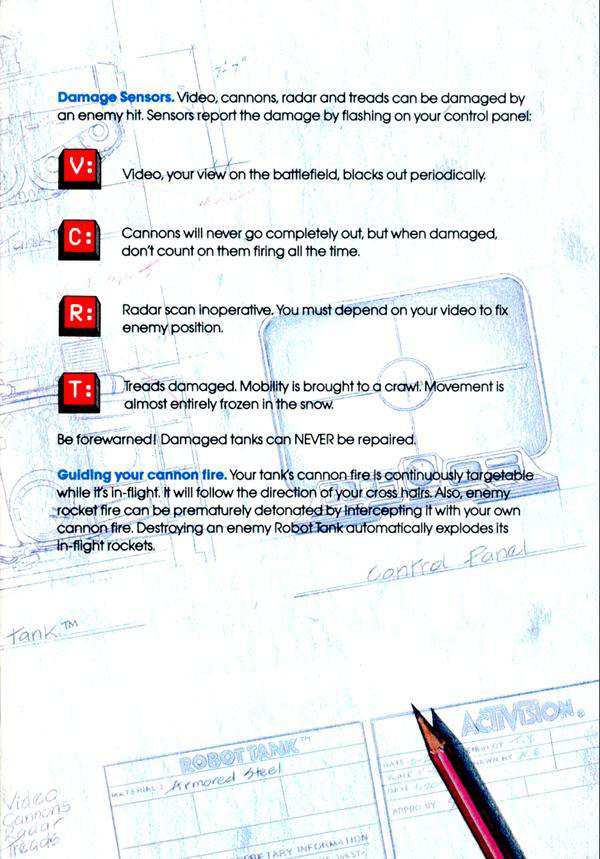 7'-7"
Damage Sensors. Video, cannons, radar and treads can be damaged by
an enemy hit. Sensors report the damage by flashing on your control panel:
V:
Video, your view on the battlefield, blacks out periodically.
C:
Cannons will never go completely out, but when damaged,
don't count on them firing all the time.
R:
Radar scan inoperative. You must depend on your video to fix
enemy position.
T:
Treads damaged. Mobility is brought to a crawl. Movement is
almost entirely frozen in the snow.
Be forewarned! Damaged tanks can NEVER be repaired.
Guiding your cannon fire. Your tank's cannon fire is continuously targetable
while it's in-flight. It will follow the direction of your cross hairs. Also, enemy
rocket fire can be prematurely detonated by intercepting it with your own
cannon fire. Destroying an enemy Robot Tank automatically explodes its
in-flight rockets.
Control Panel
Tank™
ACTIVISION®
ROBOT TANK™
MATERIAL: Armored Steel
Video
Cannons
Radar
Treads
APPRO BY